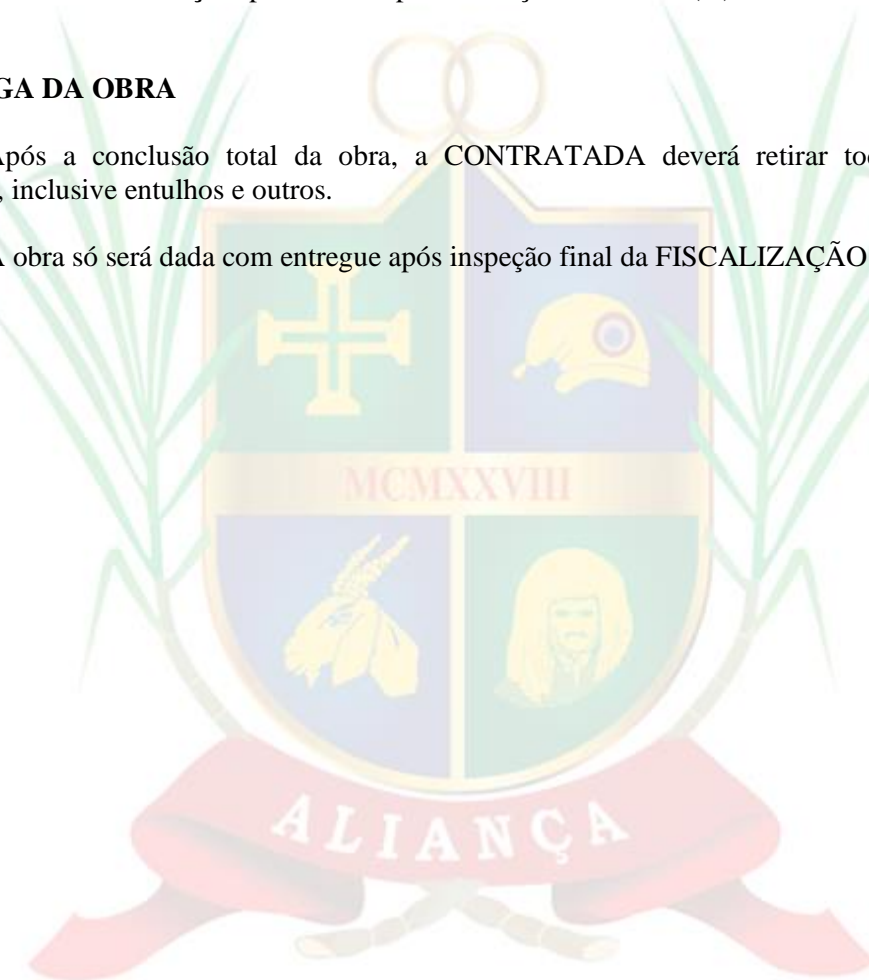 GA DA OBRA
Após a conclusão total da obra, a CONTRATADA deverá retirar
, inclusive entulhos e outros.
A obra só será dada com entregue após inspeção final da FISCALIZAÇÃO
MCMXXVIII
ALIANÇA